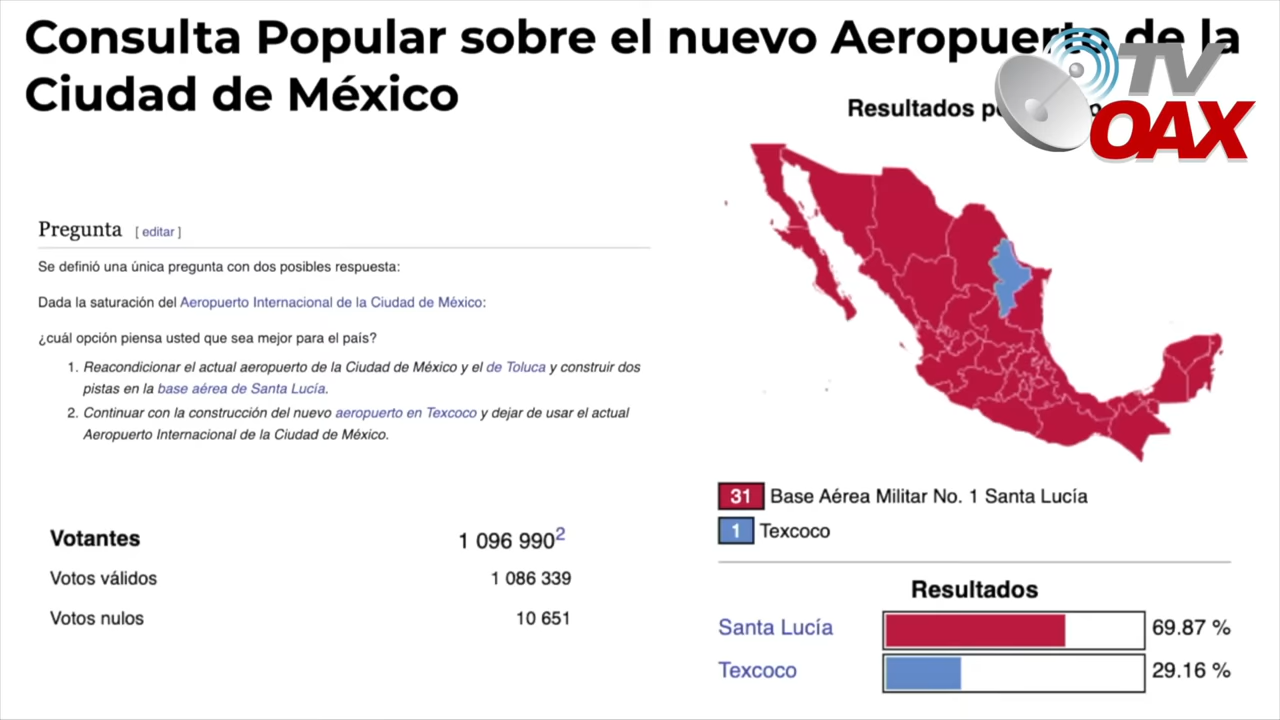 Consulta Popular sobre el nuevo Aeropuerto de la
Ciudad de México
TV
OAX
Resultados
Pregunta [ editar ]
Se definió una única pregunta con dos posibles respuesta:
Dada la saturación del Aeropuerto Internacional de la Ciudad de México:
¿cuál opción piensa usted que sea mejor para el país?
1. Reacondicionar el actual aeropuerto de la Ciudad de México y el de Toluca y construir dos
pistas en la base aérea de Santa Lucía.
2. Continuar con la construcción del nuevo aeropuerto en Texcoco y dejar de usar el actual
Aeropuerto Internacional de la Ciudad de México.
Votantes 1 096 990²
Votos válidos 1 086 339
Votos nulos 10 651
31 Base Aérea Militar No. 1 Santa Lucía
1 Texcoco
Resultados
Santa Lucía 69.87 %
Texcoco 29.16 %